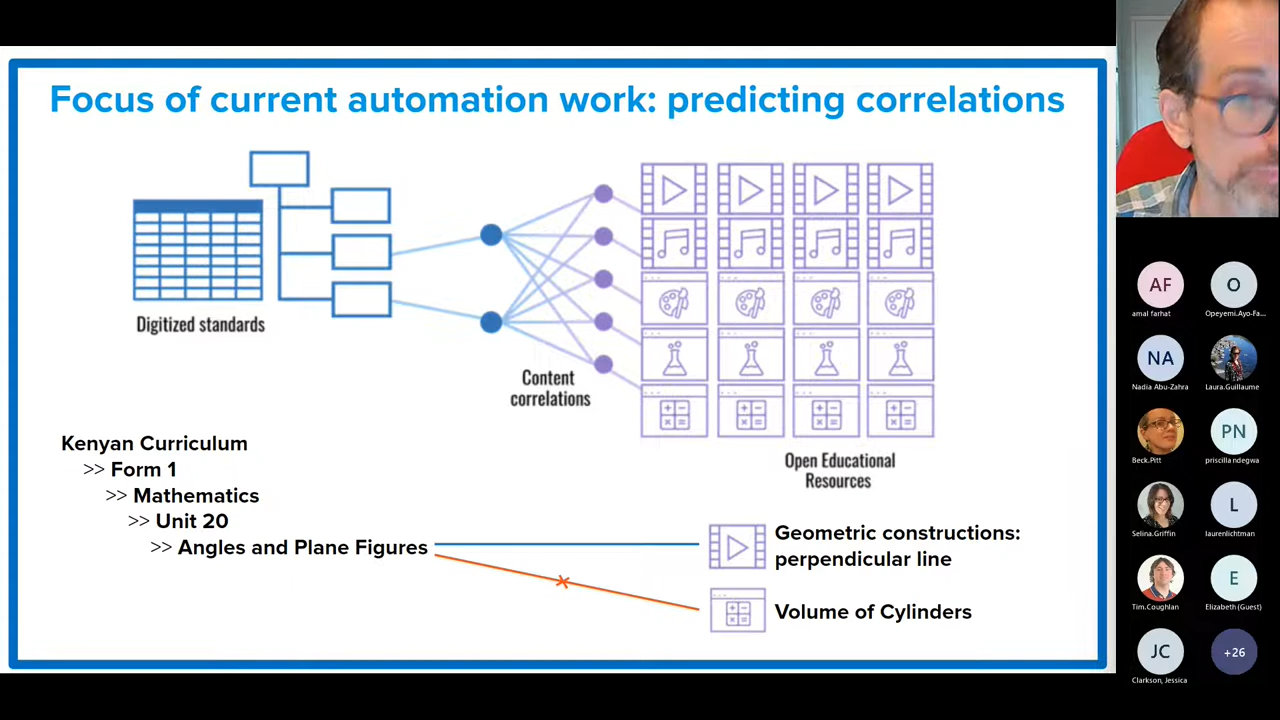 Focus of current automation work: predicting correlations
Digitized standards
Content
correlations
Open Educational
Resources
Kenyan Curriculum
>> Form 1
>> Mathematics
>> Unit 20
>> Angles and Plane Figures
Geometric constructions:
perpendicular line
Volume of Cylinders
AF
amal farhat
O
Opeyemi.Ayo-Fa...
NA
Nadia Abu-Zahra
Laura.Guillaume
Beck.Pitt
PN
priscilla ndegwa
Selina.Griffin
L
laurenlichtman
Tim.Coughlan
E
Elizabeth (Guest)
JC
Clarkson, Jessica
+26